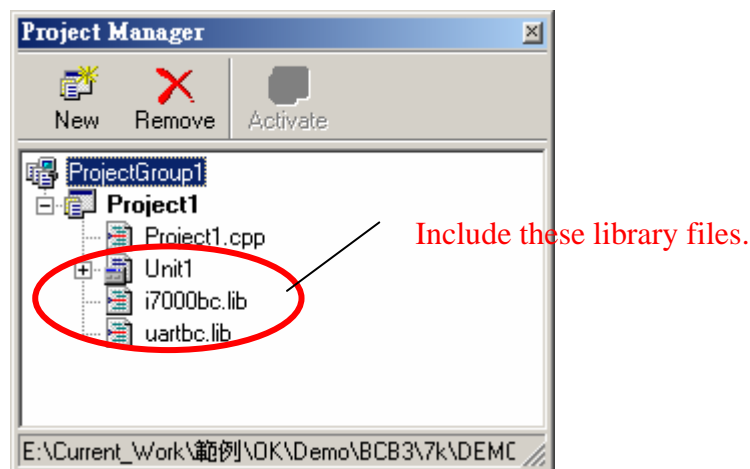 Project Manager
New Remove Activate
ProjectGroup1
Project1
Project1.cpp
Include these library files.
Unit1
i7000bc.lib
uartbc.lib
E:\Current_Work\範例\OK\Demo\BCB3\7k\DEMC